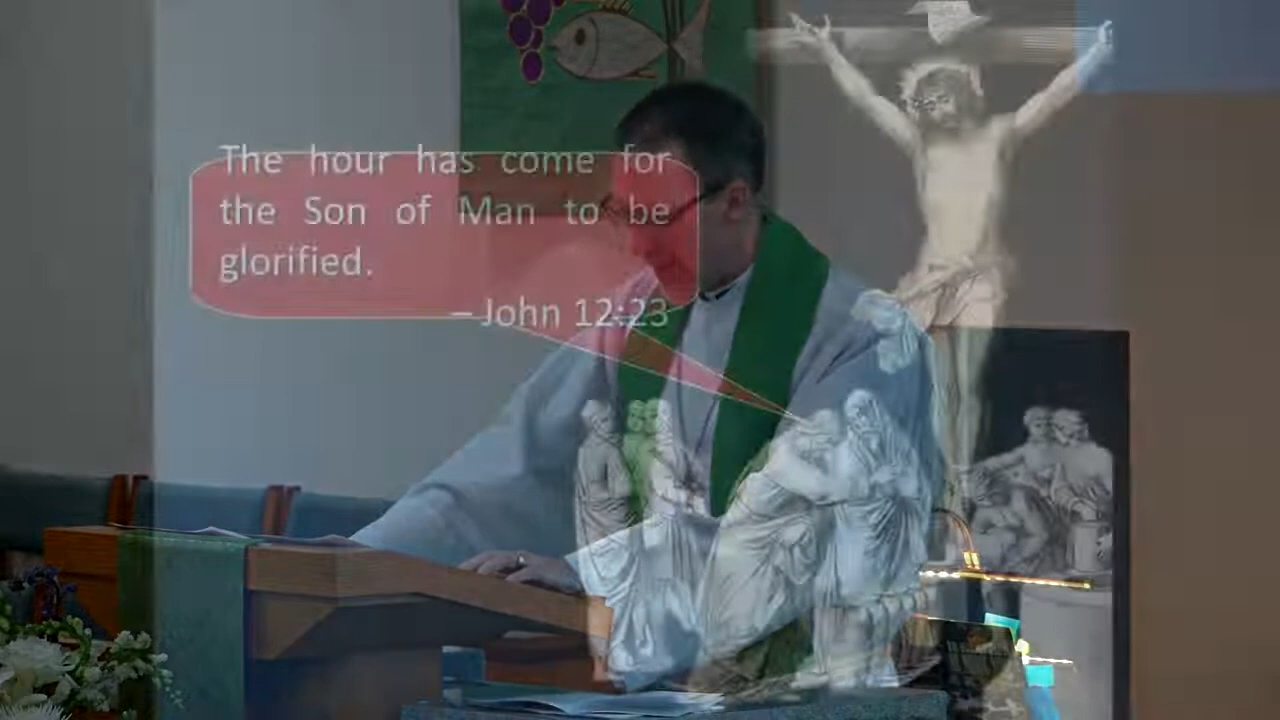 The hour has come for
the Son of Man to be
glorified.
– John 12:23